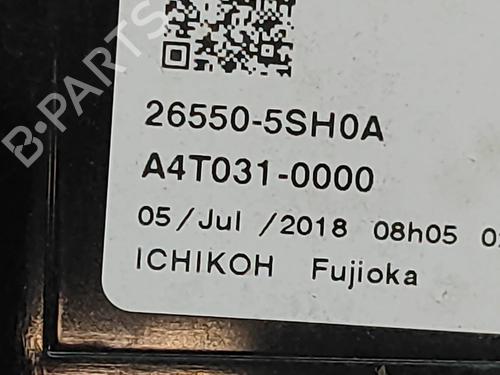 26550-5SH0A
A4T031-0000
05/Jul /2018 08h05
ICHIKOH Fujioka
B-PARTS